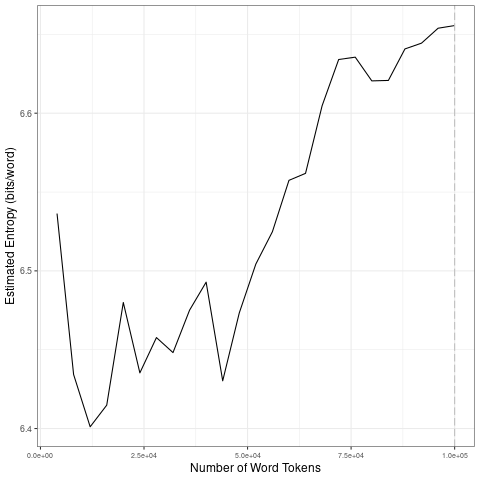 Estimated Entropy (bits/word)
6.6
6.5
6.4
0.0e+00 2.5e+04 5.0e+04 7.5e+04 1.0e+05
Number of Word Tokens